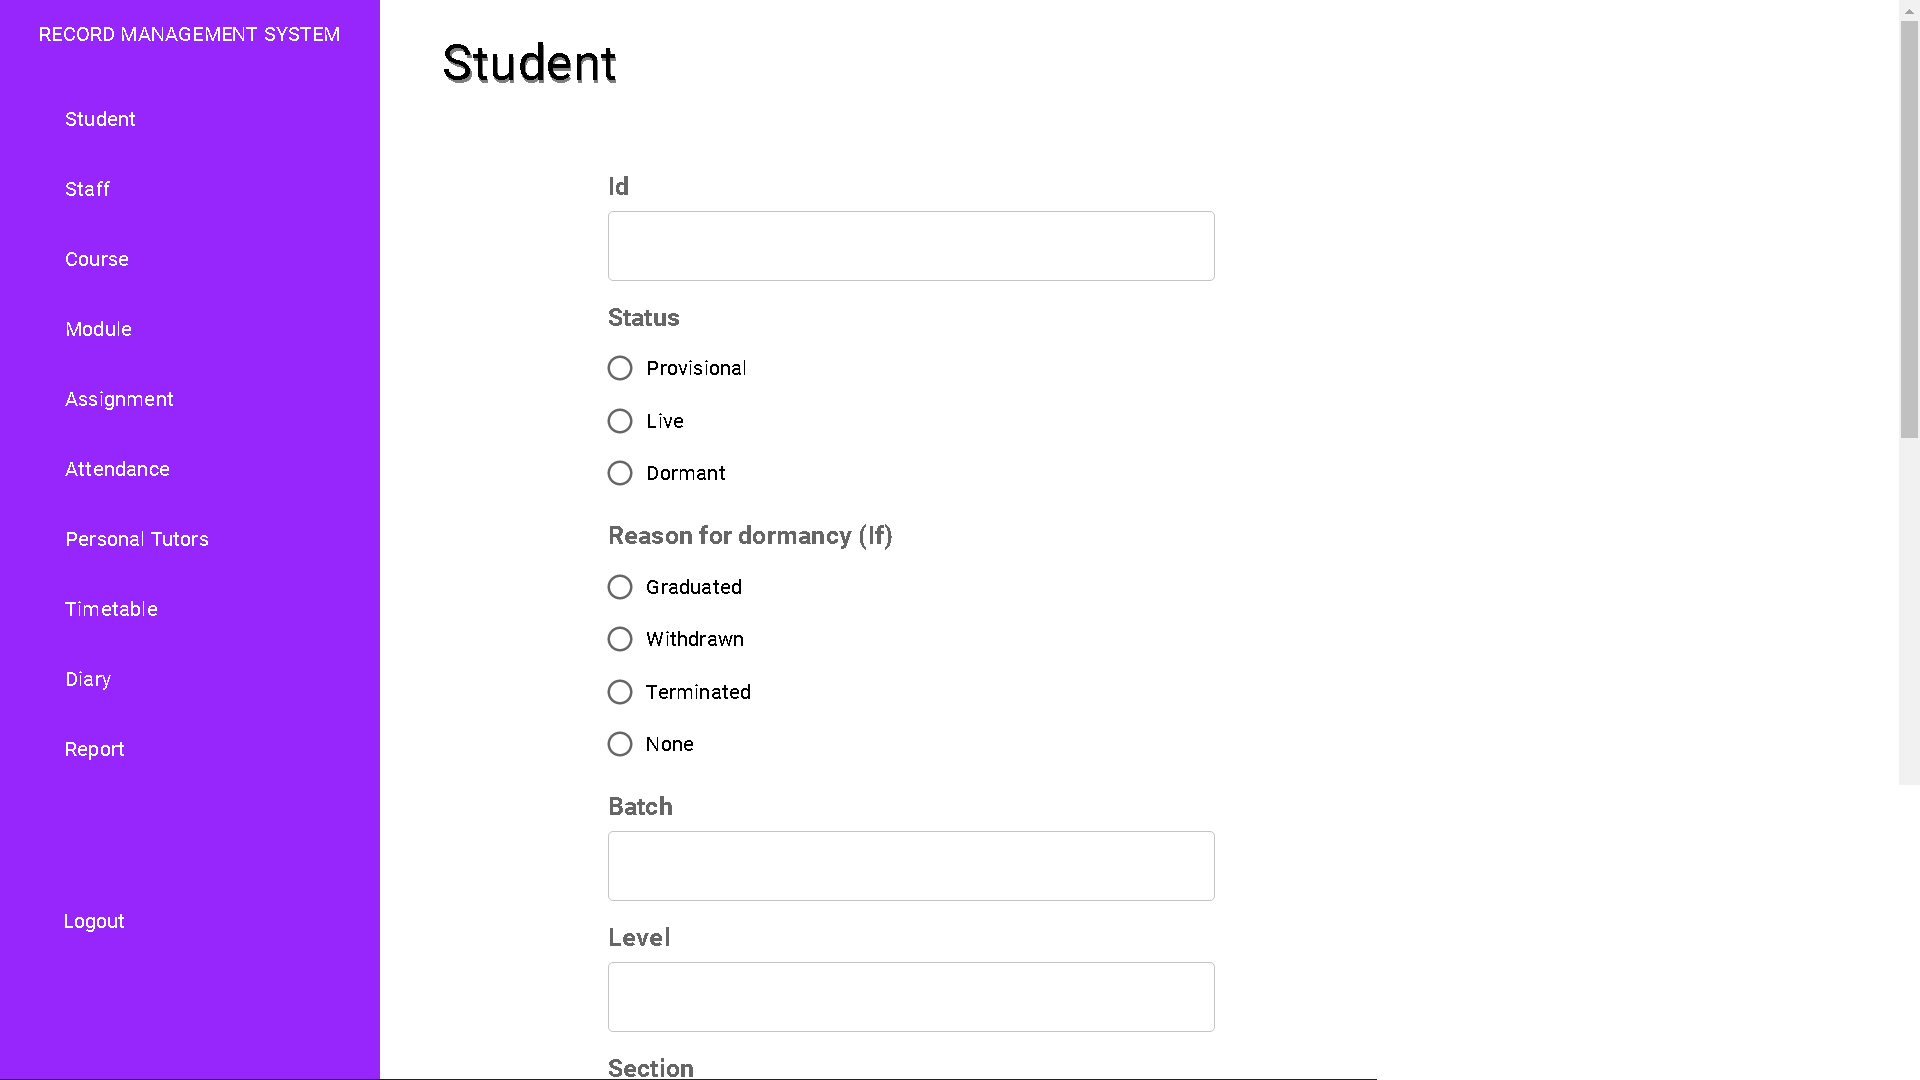 RECORD MANAGEMENT SYSTEM
Student
Staff
Course
Module
Assignment
Attendance
Personal Tutors
Timetable
Diary
Report
Logout
Student
Id
Status
Provisional
Live
Dormant
Reason for dormancy (If)
Graduated
Withdrawn
Terminated
None
Batch
Level
Section